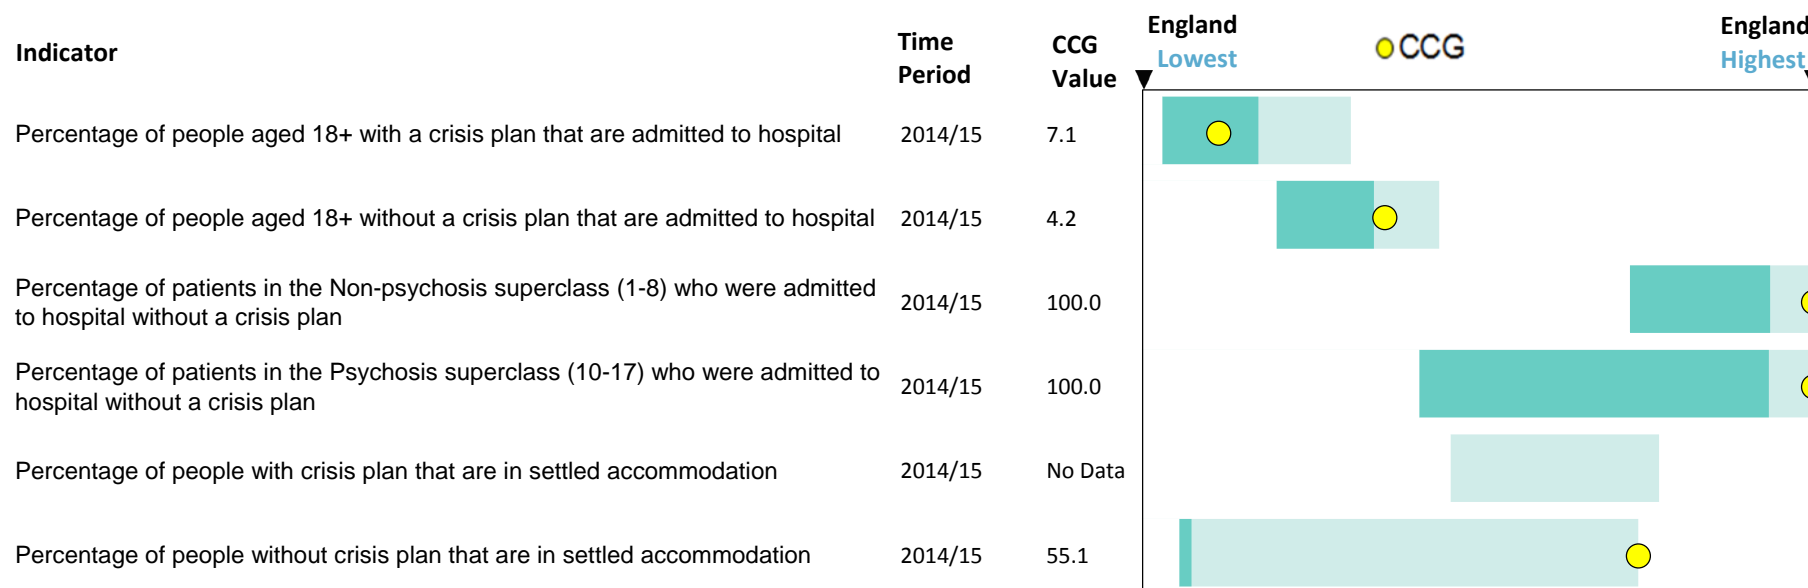 Indicator
Time Period
CCG Value
England Lowest
CCG
England Highest
Percentage of people aged 18+ with a crisis plan that are admitted to hospital 2014/15 7.1
Percentage of people aged 18+ without a crisis plan that are admitted to hospital 2014/15 4.2
Percentage of patients in the Non-psychosis superclass (1-8) who were admitted
to hospital without a crisis plan 2014/15 100.0
Percentage of patients in the Psychosis superclass (10-17) who were admitted to
hospital without a crisis plan 2014/15 100.0
Percentage of people with crisis plan that are in settled accommodation 2014/15 No Data
Percentage of people without crisis plan that are in settled accommodation 2014/15 55.1